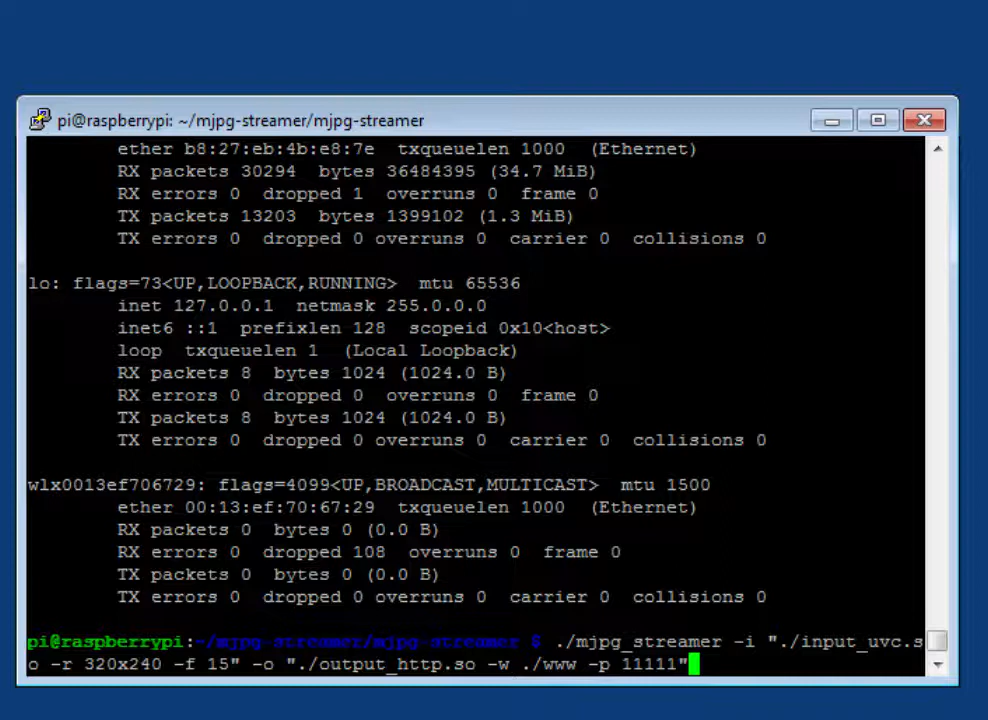 pi@raspberrypi: ~/mjpg-streamer/mjpg-streamer
ether b8:27:eb:4b:e8:7e  txqueuelen 1000  (Ethernet)
RX packets 30294  bytes 36484395 (34.7 MiB)
RX errors 0  dropped 1  overruns 0  frame 0
TX packets 13203  bytes 1399102 (1.3 MiB)
TX errors 0  dropped 0 overruns 0  carrier 0  collisions 0
lo: flags=73<UP,LOOPBACK,RUNNING>  mtu 65536
inet 127.0.0.1  netmask 255.0.0.0
inet6 ::1  prefixlen 128  scopeid 0x10<host>
loop  txqueuelen 1  (Local Loopback)
RX packets 8  bytes 1024 (1024.0 B)
RX errors 0  dropped 0  overruns 0  frame 0
TX packets 8  bytes 1024 (1024.0 B)
TX errors 0  dropped 0 overruns 0  carrier 0  collisions 0
wlx0013ef706729: flags=4099<UP,BROADCAST,MULTICAST>  mtu 1500
ether 00:13:ef:70:67:29  txqueuelen 1000  (Ethernet)
RX packets 0  bytes 0 (0.0 B)
RX errors 0  dropped 108  overruns 0  frame 0
TX packets 0  bytes 0 (0.0 B)
TX errors 0  dropped 0 overruns 0  carrier 0  collisions 0
pi@raspberrypi:~/mjpg-streamer/mjpg-streamer $ ./mjpg_streamer -i "./input_uvc.s
o -r 320x240 -f 15" -o "./output_http.so -w ./www -p 11111"